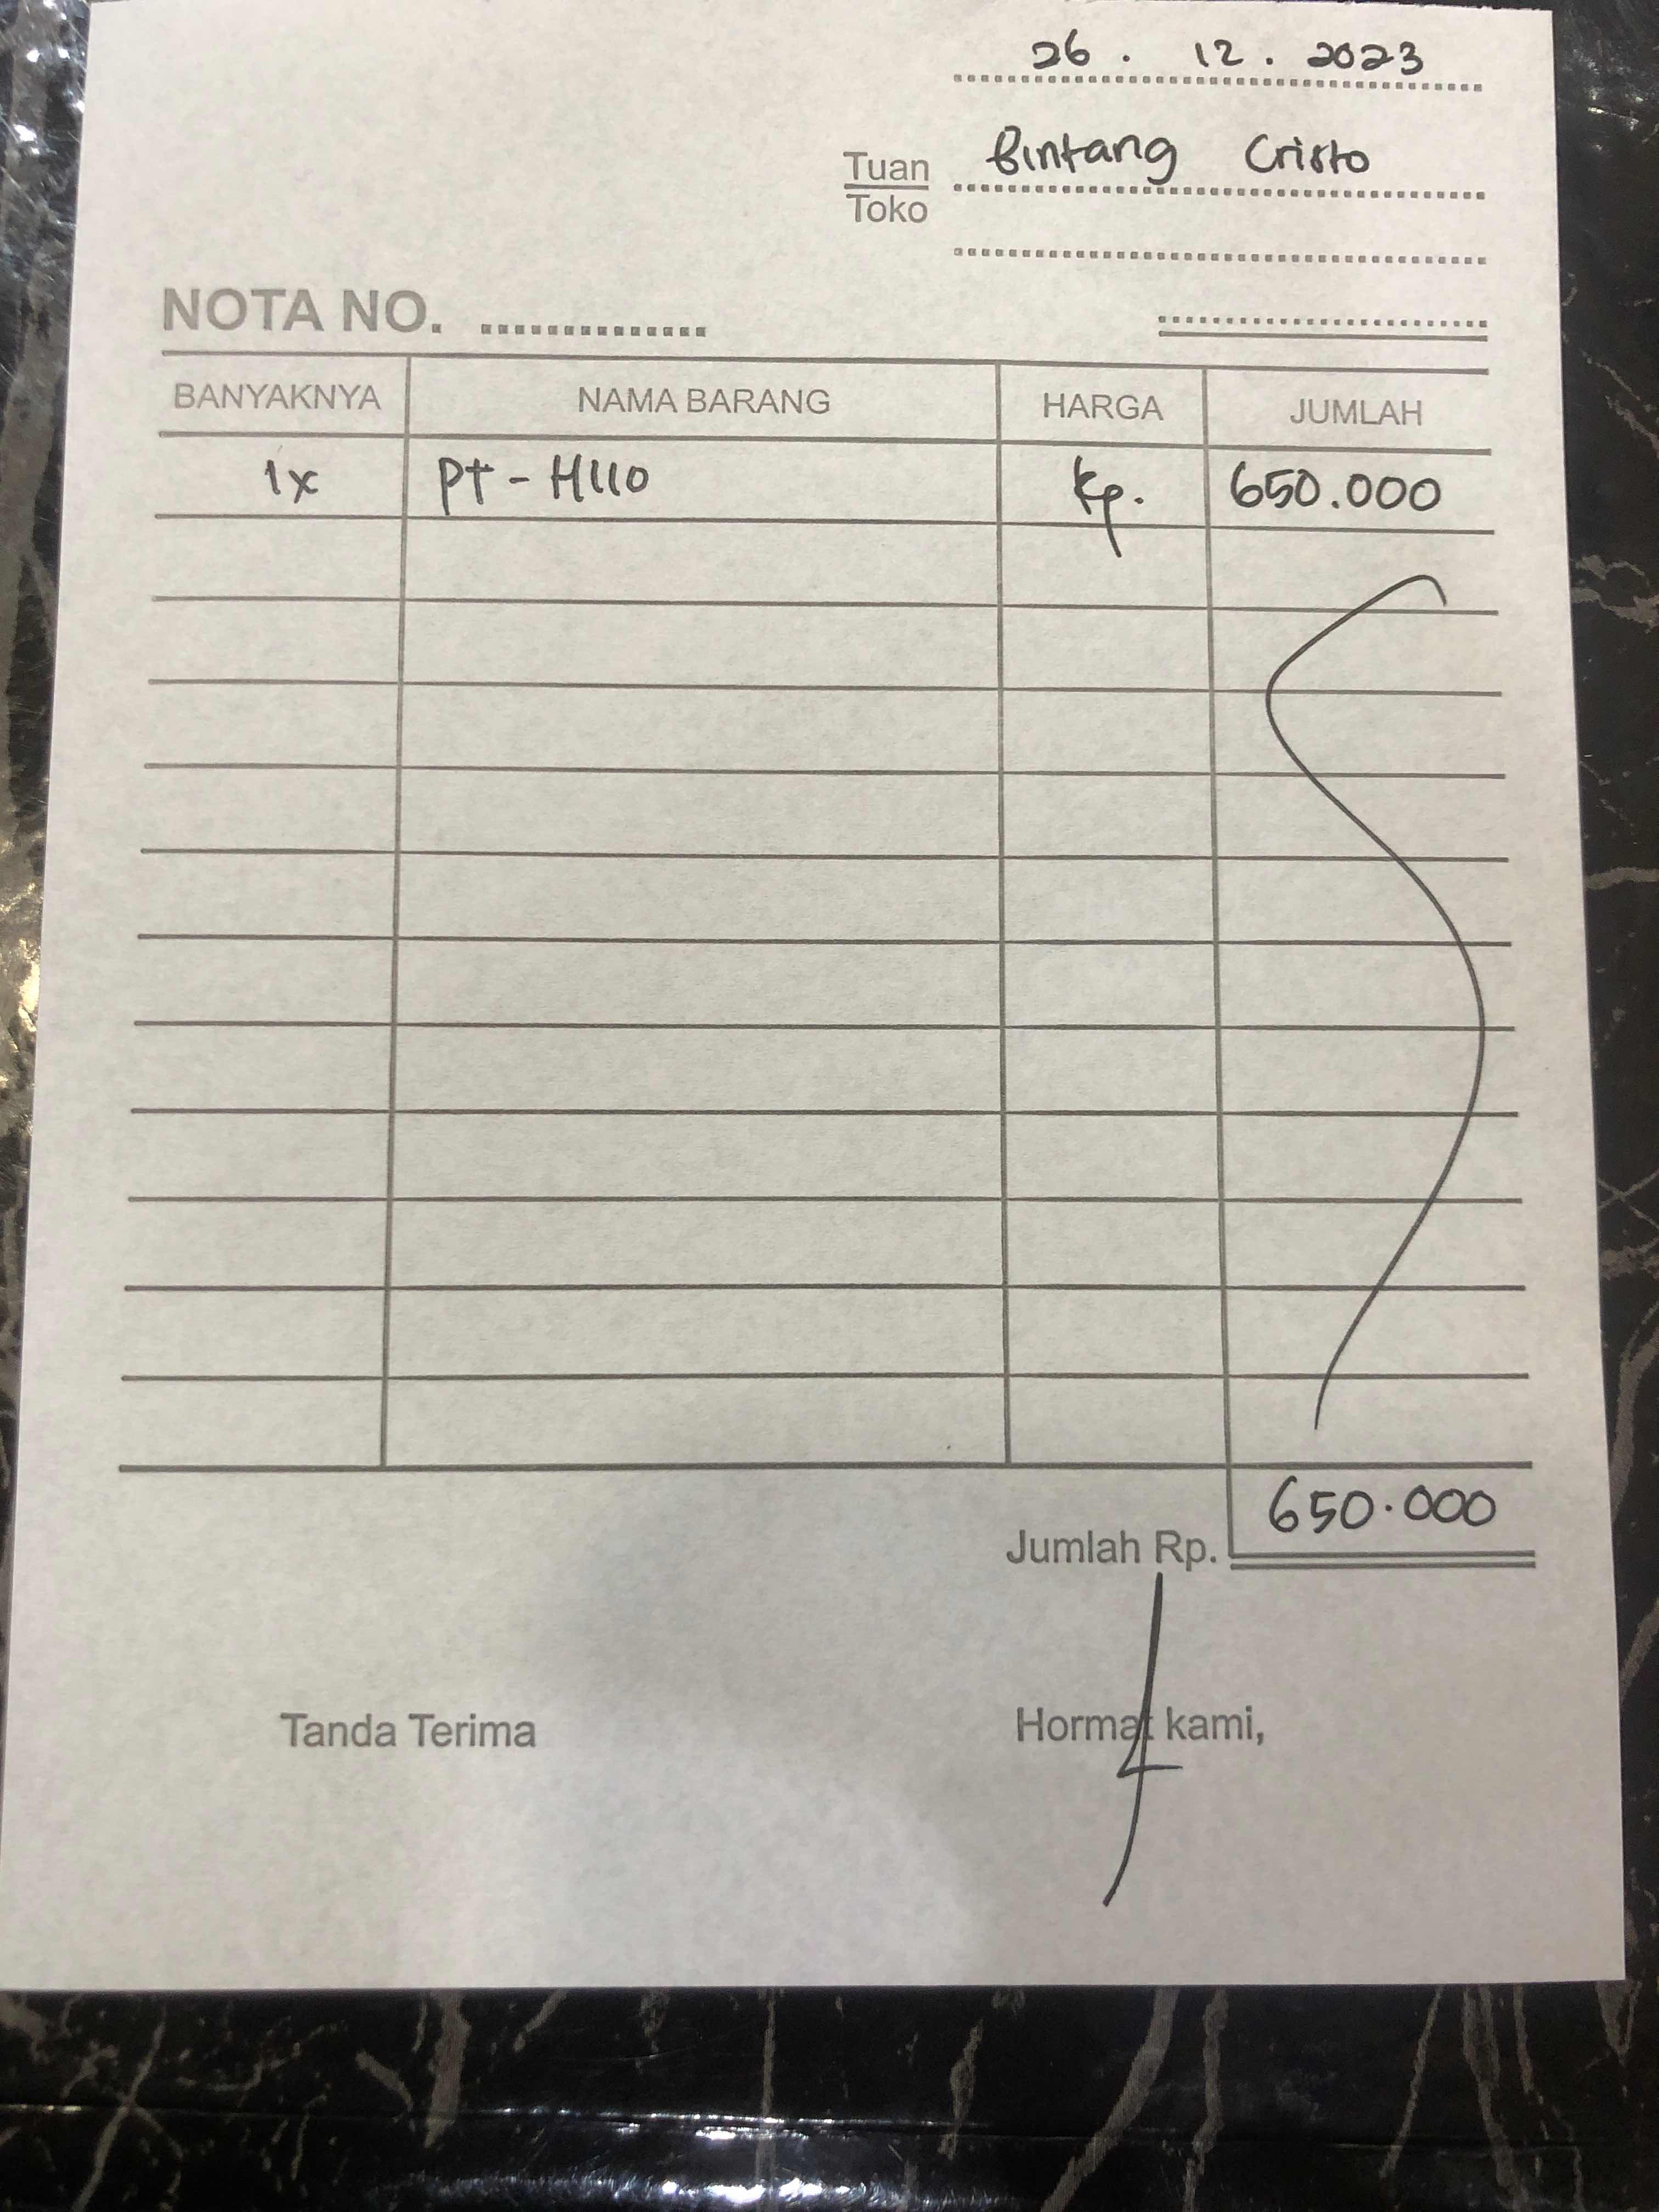 26 . 12 . 2023
Tuan Bintang Cristo
Toko
NOTA NO. ..............
BANYAKNYA NAMA BARANG HARGA JUMLAH
1x PT - H110 Rp. 650.000
Jumlah Rp. 650.000
Tanda Terima Hormat kami,